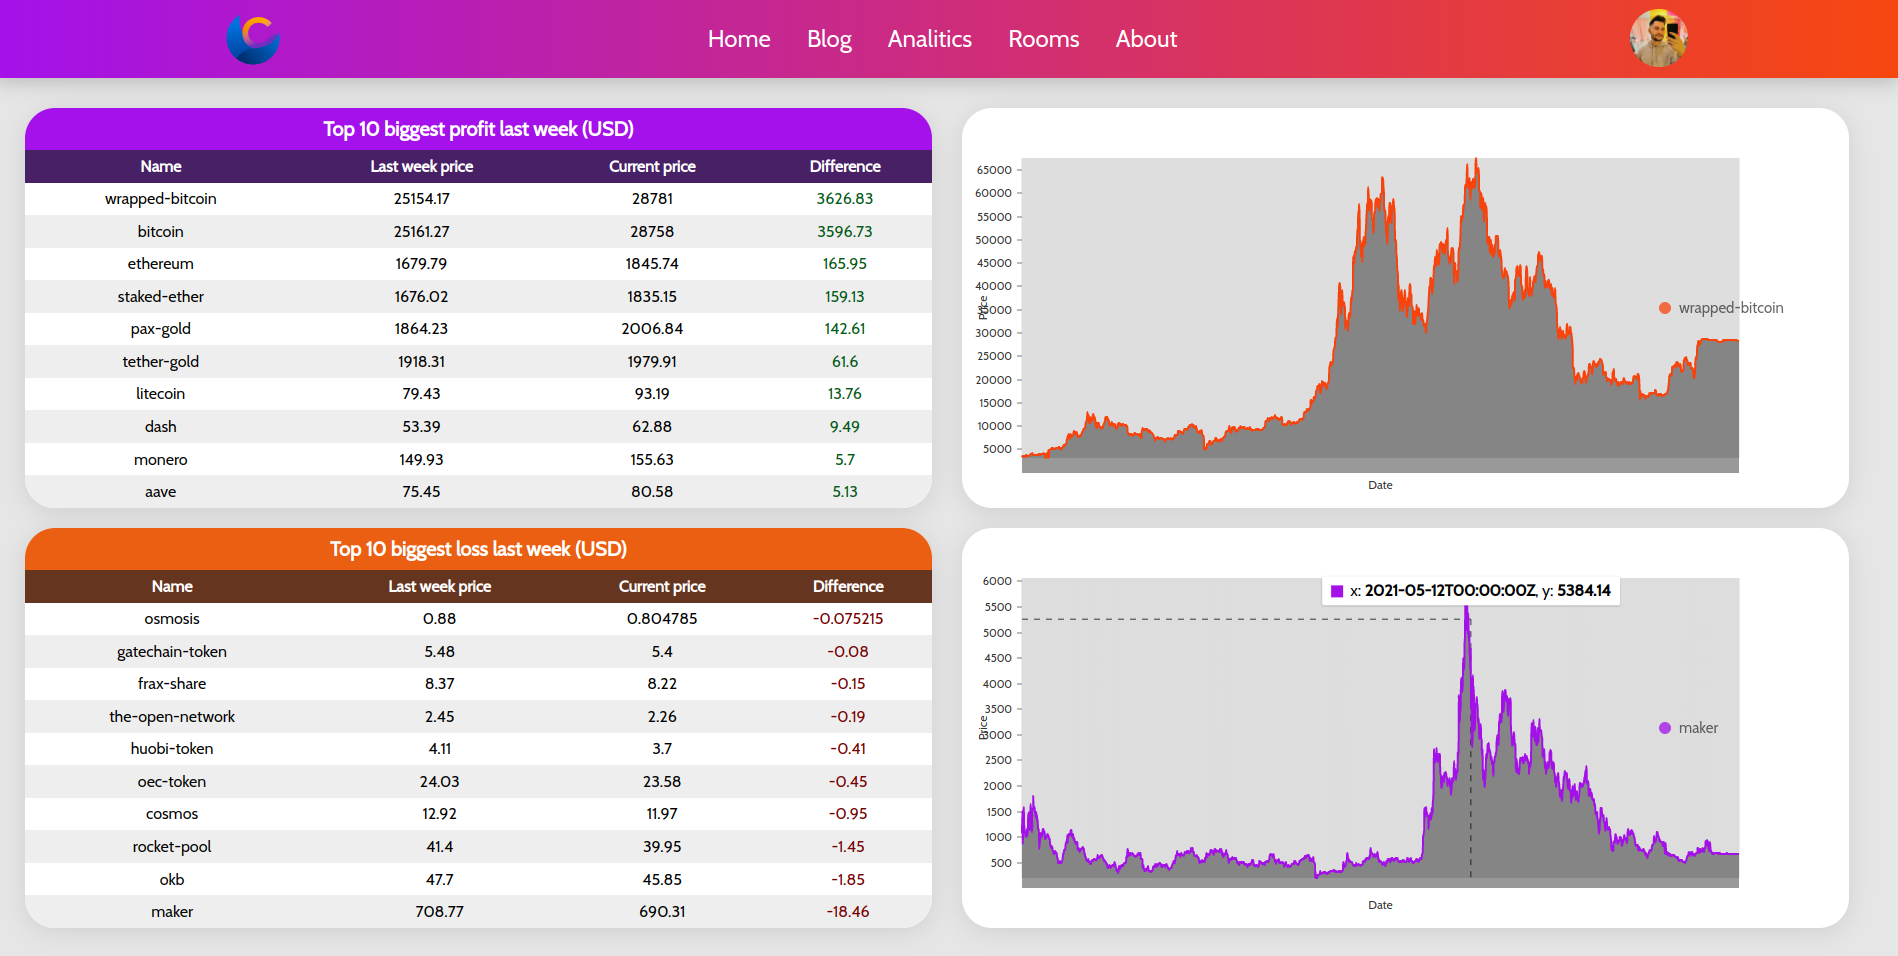 Home Blog Analitics Rooms About
Top 10 biggest profit last week (USD)
Name Last week price Current price Difference
wrapped-bitcoin 25154.17 28781 3626.83
bitcoin 25161.27 28758 3596.73
ethereum 1679.79 1845.74 165.95
staked-ether 1676.02 1835.15 159.13
pax-gold 1864.23 2006.84 142.61
tether-gold 1918.31 1979.91 61.6
litecoin 79.43 93.19 13.76
dash 53.39 62.88 9.49
monero 149.93 155.63 5.7
aave 75.45 80.58 5.13
65000
60000
55000
50000
45000
40000
35000
30000
25000
20000
15000
10000
5000
Price
Date
wrapped-bitcoin
Top 10 biggest loss last week (USD)
Name Last week price Current price Difference
osmosis 0.88 0.804785 -0.075215
gatechain-token 5.48 5.4 -0.08
frax-share 8.37 8.22 -0.15
the-open-network 2.45 2.26 -0.19
huobi-token 4.11 3.7 -0.41
oec-token 24.03 23.58 -0.45
cosmos 12.92 11.97 -0.95
rocket-pool 41.4 39.95 -1.45
okb 47.7 45.85 -1.85
maker 708.77 690.31 -18.46
x: 2021-05-12T00:00:00Z, y: 5384.14
6000
5500
5000
4500
4000
3500
3000
2500
2000
1500
1000
500
Price
Date
maker